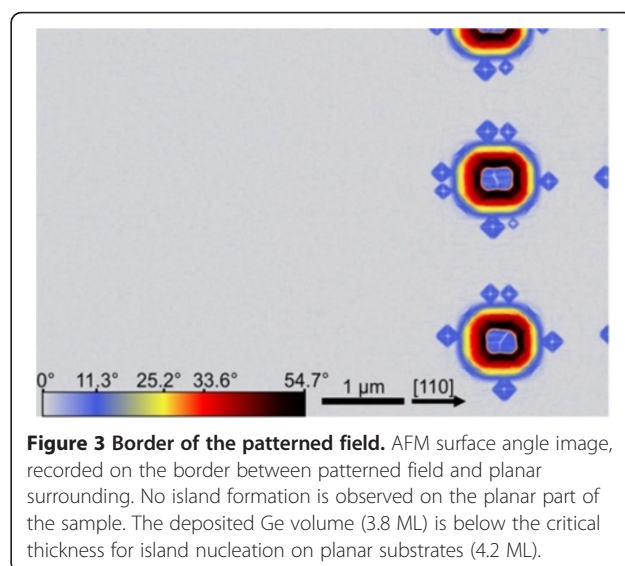 0° 11,3° 25.2° 33.6° 54.7° 1 µm [110]
Figure 3 Border of the patterned field. AFM surface angle image,
recorded on the border between patterned field and planar
surrounding. No island formation is observed on the planar part of
the sample. The deposited Ge volume (3.8 ML) is below the critical
thickness for island nucleation on planar substrates (4.2 ML).